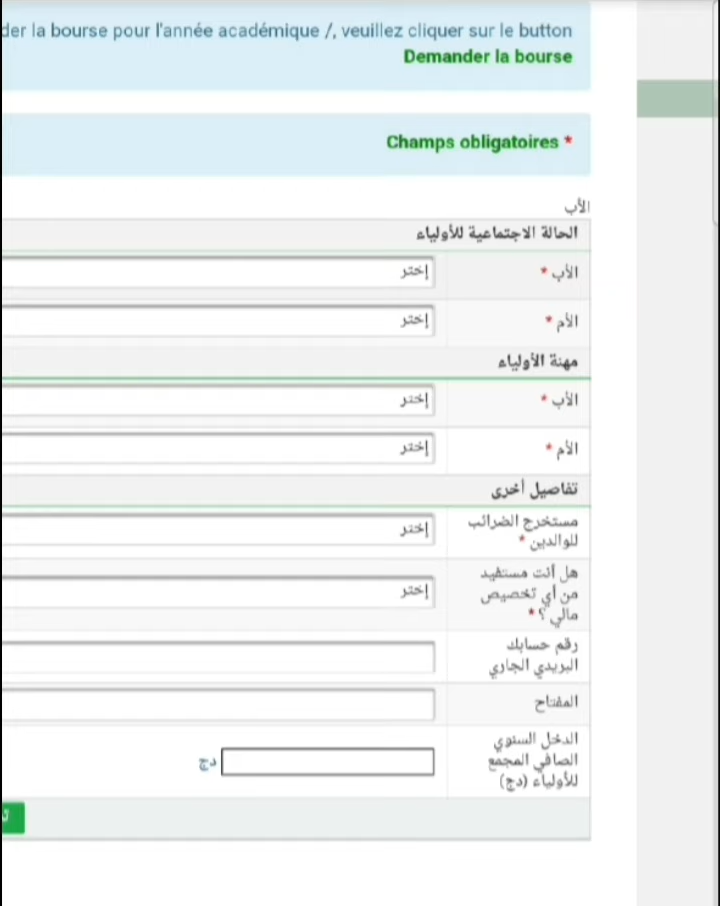 der la bourse pour l'année académique /, veuillez cliquer sur le button
Demander la bourse
Champs obligatoires *
الأب
الحالة الاجتماعية للأولياء
الأب *
إختر
الأم *
إختر
مهنة الأولياء
الأب *
إختر
الأم *
إختر
تفاصيل أخرى
مستخرج الضرائب
للوالدين *
إختر
هل أنت مستفيد
من أي تخصيص
مالي ؟ *
إختر
رقم حسابك
البريدي الجاري
المفتاح
الدخل السنوي
الصافي المجمع
للأولياء (دج)
دج